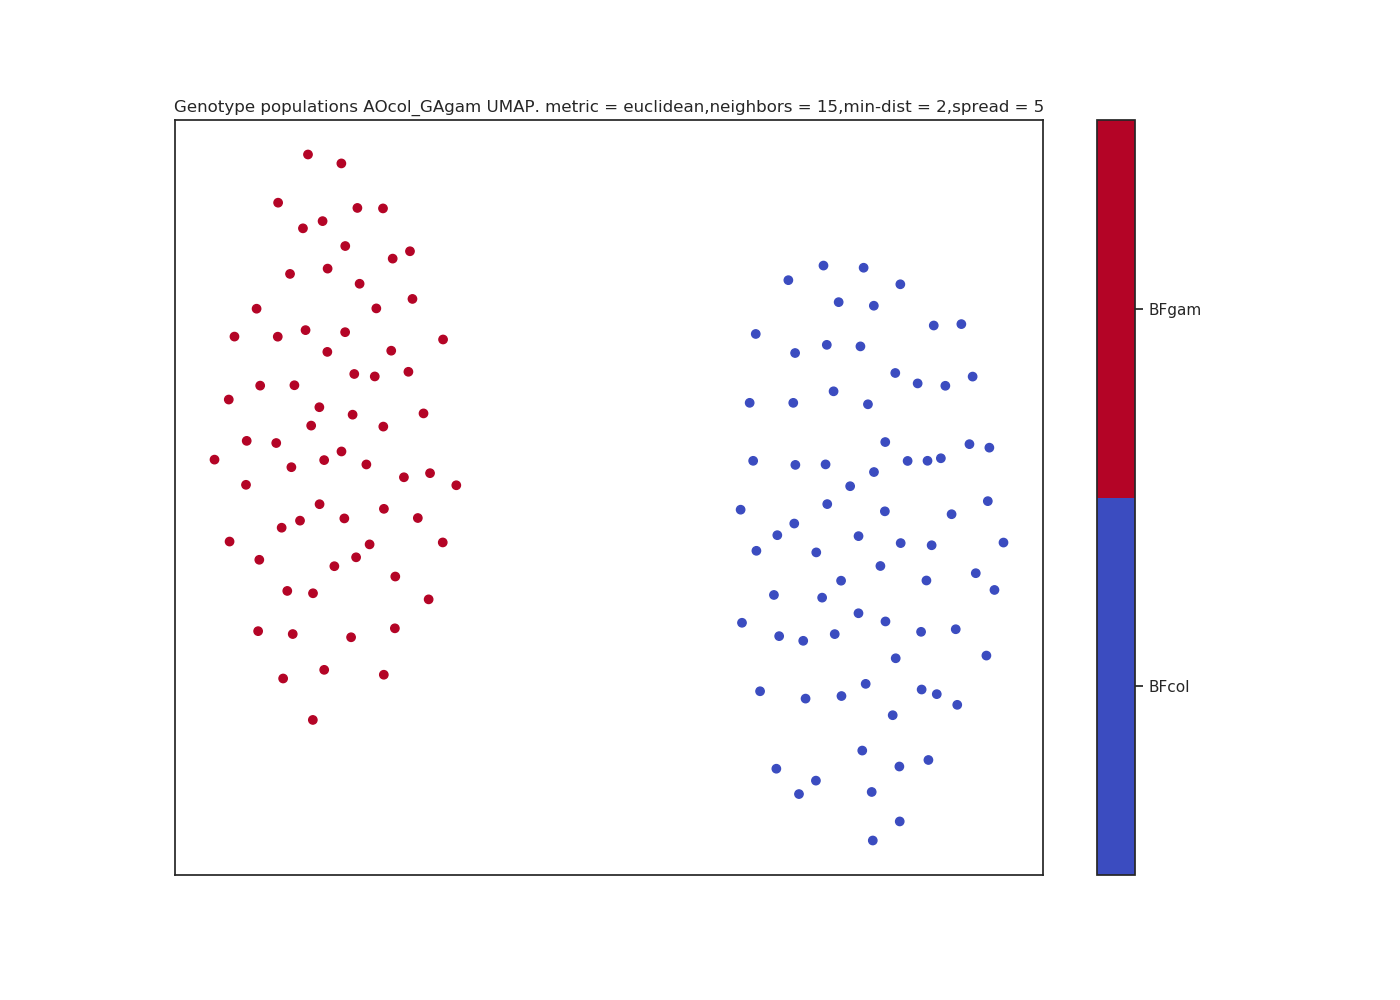 Genotype populations AOcol_GAgam UMAP. metric = euclidean,neighbors = 15,min-dist = 2,spread = 5
BFgam
BFcol